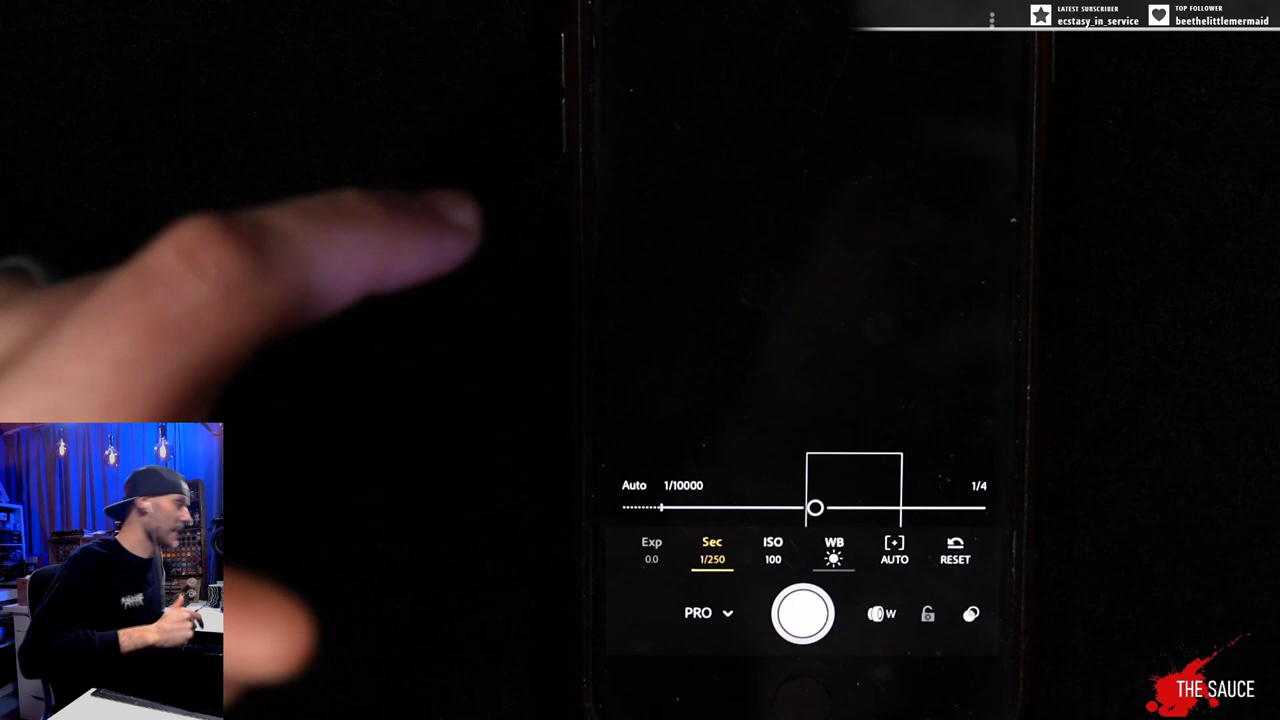 LATEST SUBSCRIBER
ecstasy_in_service
TOP FOLLOWER
beethelittlemermaid
Auto 1/10000 1/4
Exp Sec ISO WB
0.0 1/250 100 AUTO RESET
PRO W
THE SAUCE